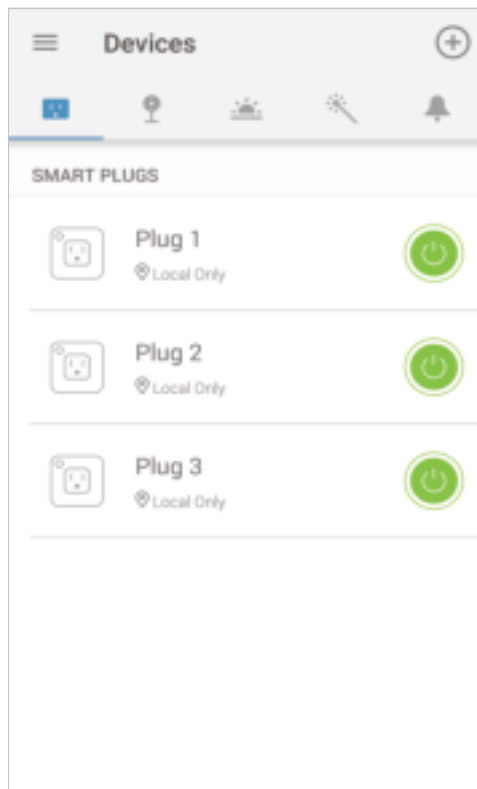 Devices
SMART PLUGS
Plug 1
Local Only
Plug 2
Local Only
Plug 3
Local Only